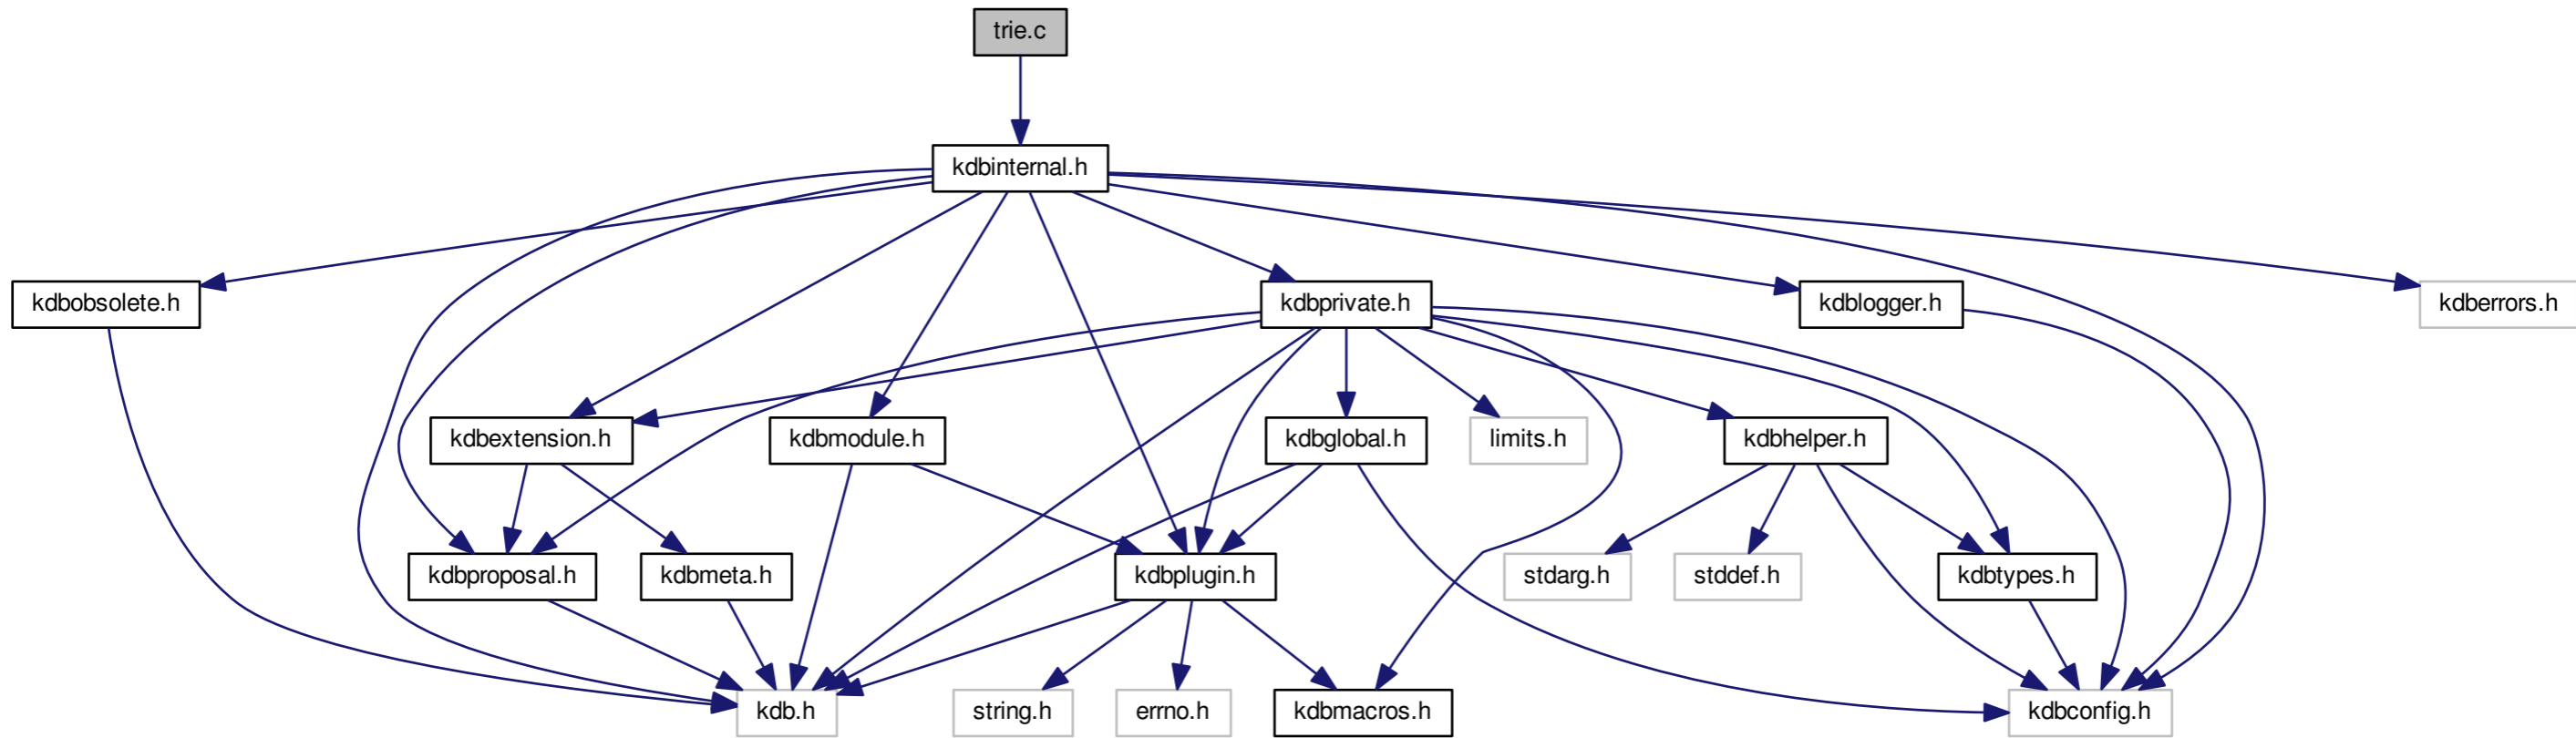 trie.c
kdbinternal.h
kdbobsolete.h
kdbprivate.h
kdblogger.h
kdberrors.h
kdbextension.h
kdbmodule.h
kdbglobal.h
limits.h
kdbhelper.h
kdbproposal.h
kdbmeta.h
kdbplugin.h
stdarg.h
stddef.h
kdbtypes.h
kdb.h
string.h
errno.h
kdbmacros.h
kdbconfig.h